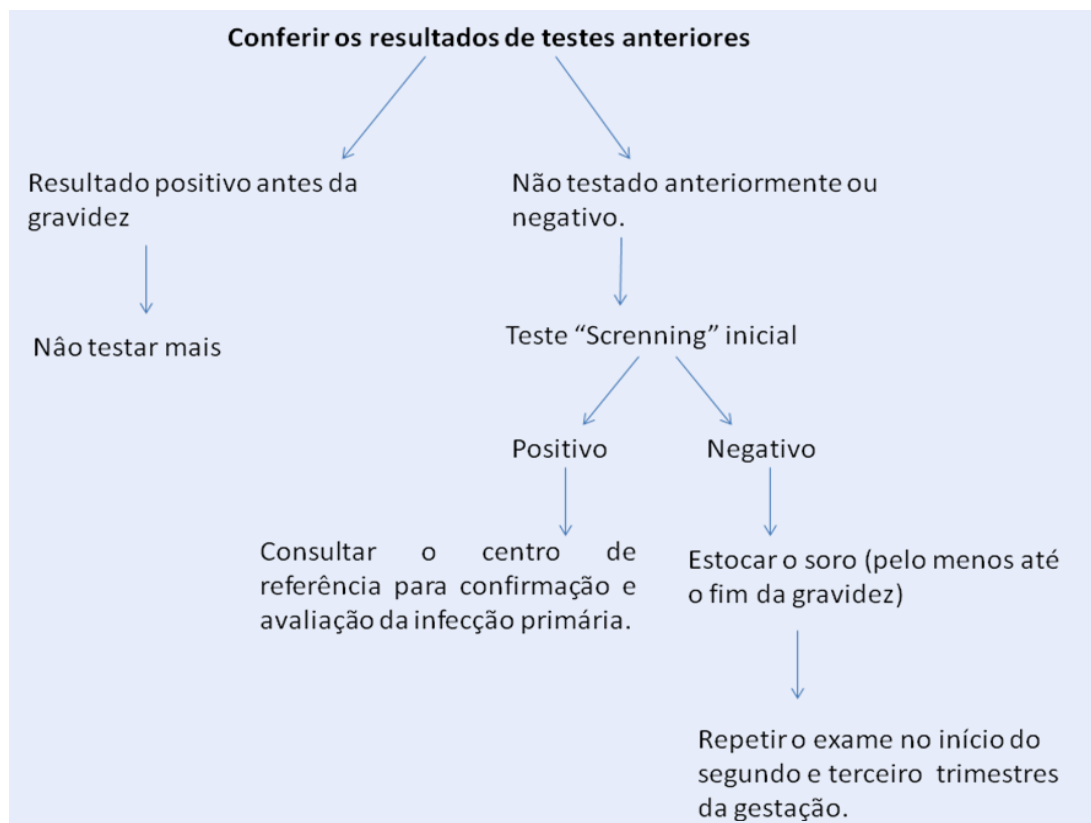 Conferir os resultados de testes anteriores
Resultado positivo antes da
gravidez
Não testado anteriormente ou
negativo.
Nâo testar mais
Teste “Screnning” inicial
Positivo
Negativo
Consultar o centro de
referência para confirmação e
avaliação da infecção primária.
Estocar o soro (pelo menos até
o fim da gravidez)
Repetir o exame no início do
segundo e terceiro trimestres
da gestação.